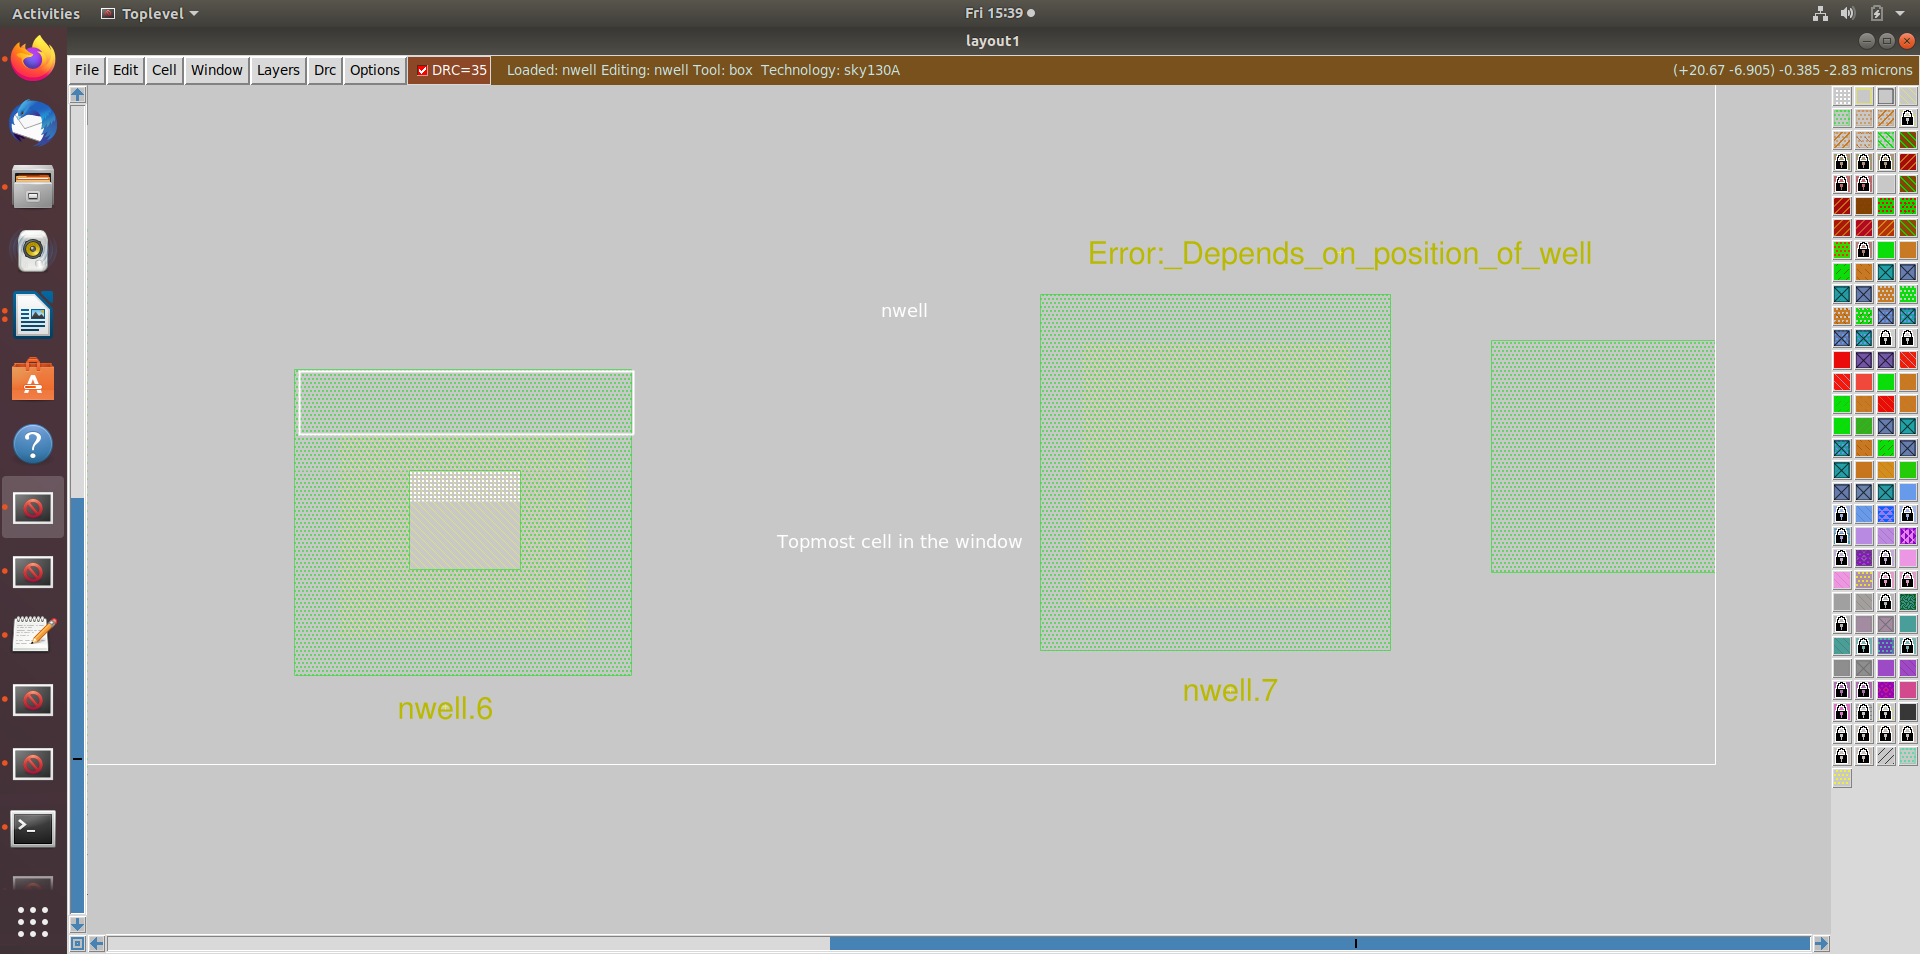 Activities Toplevel Fri 15:39
layout1
File Edit Cell Window Layers Drc Options DRC=35 Loaded: nwell Editing: nwell Tool: box Technology: sky130A (+20.67 -6.905) -0.385 -2.83 microns
Error:_Depends_on_position_of_well
nwell
Topmost cell in the window
nwell.6
nwell.7